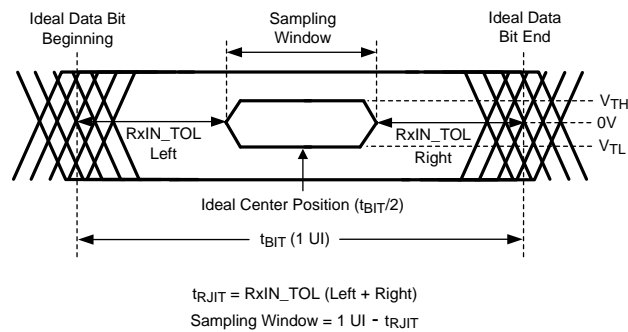 Ideal Data Bit
Beginning
Sampling
Window
Ideal Data
Bit End
VTH
0V
VTL
RxIN_TOL
Left
RxIN_TOL
Right
Ideal Center Position (tBIT/2)
tBIT (1 UI)
tRJIT = RxIN_TOL (Left + Right)
Sampling Window = 1 UI - tRJIT